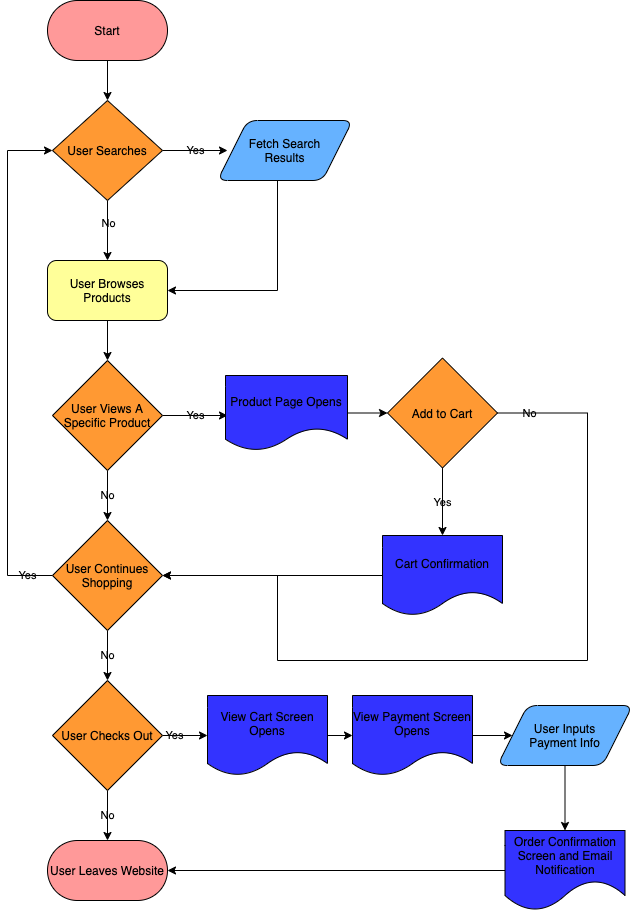 Start
User Searches
Yes
Fetch Search
Results
No
User Browses
Products
User Views A
Specific Product
Yes
Product Page Opens
Add to Cart
No
No
Yes
User Continues
Shopping
Yes
Cart Confirmation
No
User Checks Out
Yes
View Cart Screen
Opens
View Payment Screen
Opens
User Inputs
Payment Info
No
User Leaves Website
Order Confirmation
Screen and Email
Notification